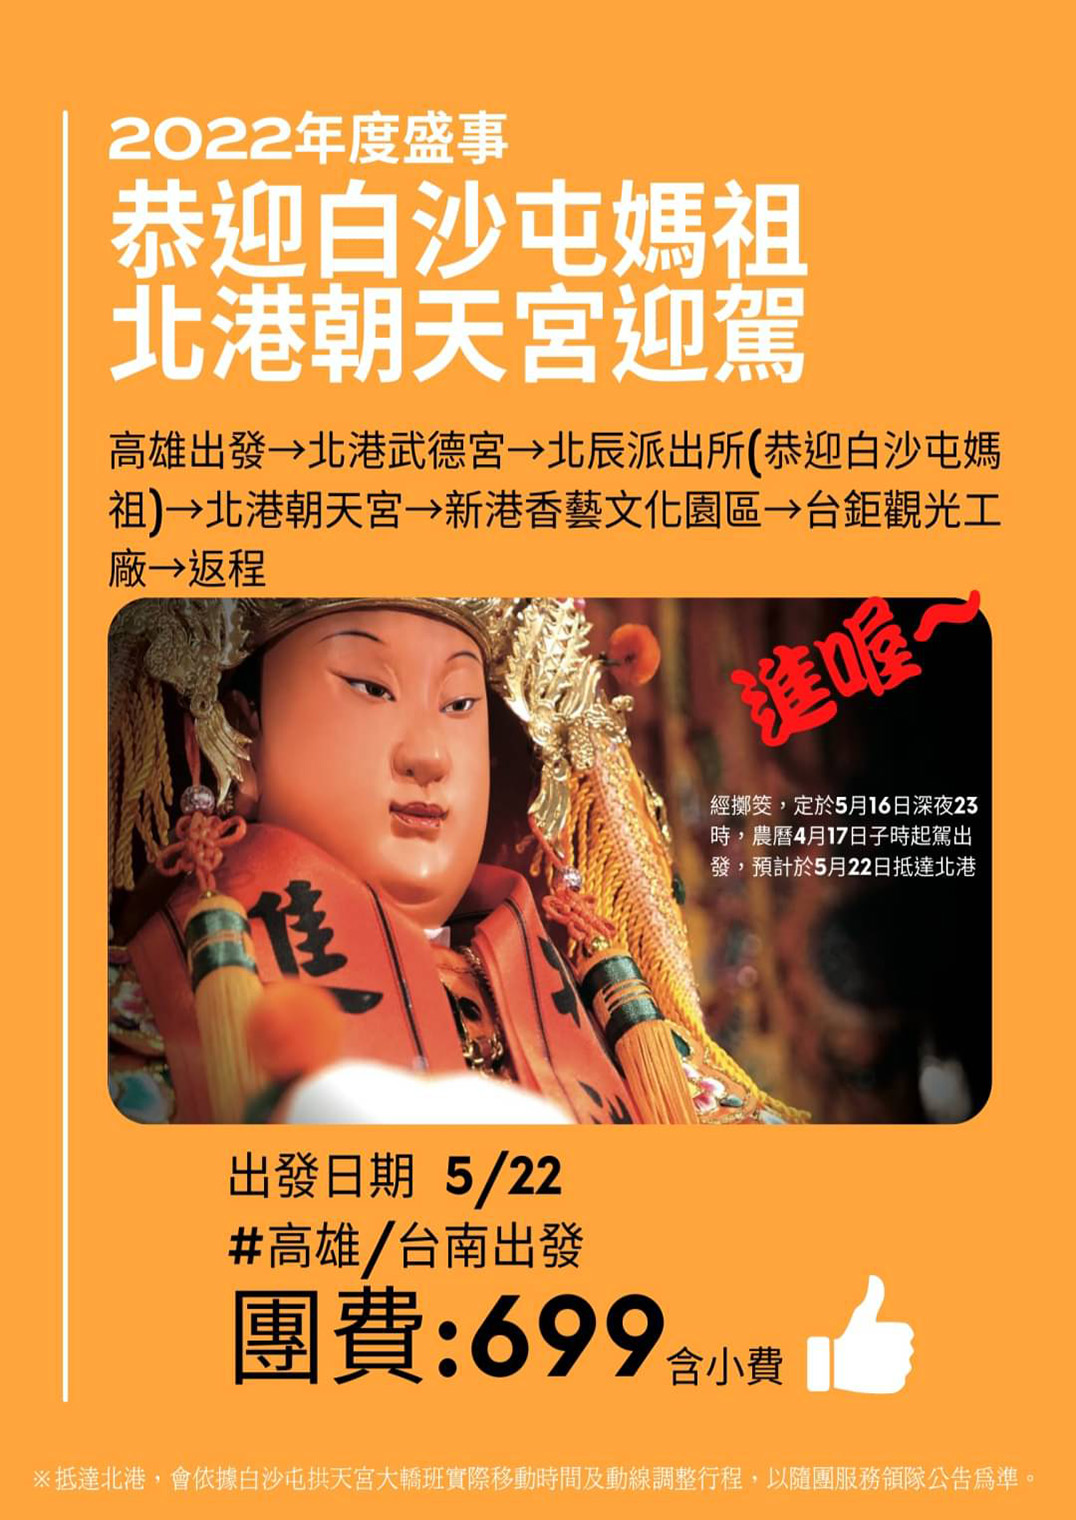 2022年度盛事
恭迎白沙屯媽祖
北港朝天宮迎駕
高雄出發→北港武德宮→北辰派出所(恭迎白沙屯媽
祖)→北港朝天宮→新港香藝文化園區→台鉅觀光工
廠→返程
進喔~
經擲筊，定於5月16日深夜23
時，農曆4月17日子時起駕出
發，預計於5月22日抵達北港
進
出發日期 5/22
#高雄/台南出發
團費:699含小費
※抵達北港，會依據白沙屯拱天宮大轎班實際移動時間及動線調整行程，以隨團服務領隊公告爲準。